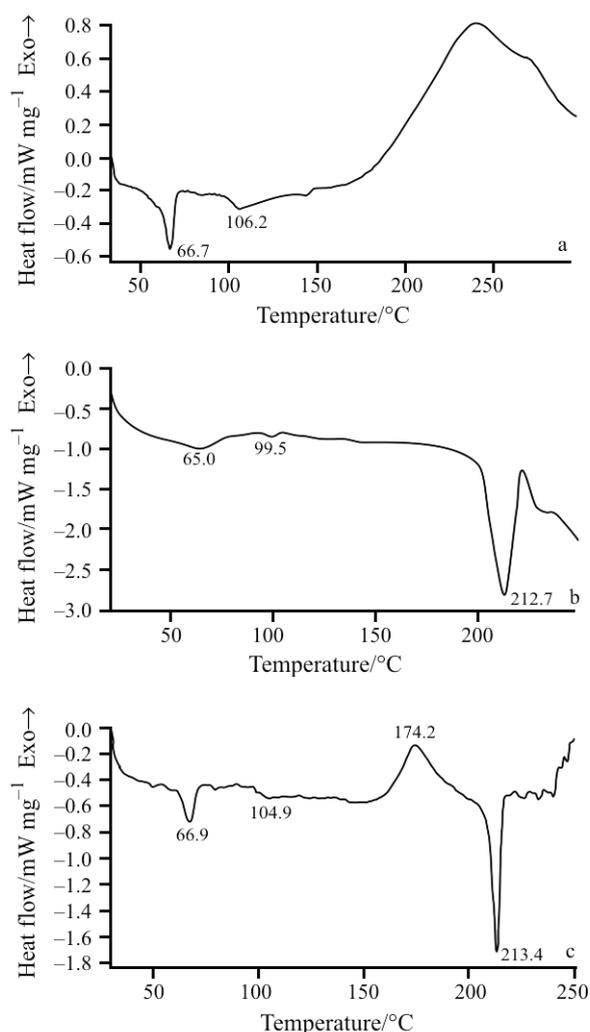 Heat flow/mW mg⁻¹ Exo→
0.8
0.6
0.4
0.2
0.0
–0.2
–0.4
–0.6
66.7
106.2
a
50 100 150 200 250
Temperature/°C
Heat flow/mW mg⁻¹ Exo→
0.0
–0.5
–1.0
–1.5
–2.0
–2.5
–3.0
65.0
99.5
212.7
b
50 100 150 200
Temperature/°C
Heat flow/mW mg⁻¹ Exo→
0.0
–0.2
–0.4
–0.6
–0.8
–1.0
–1.2
–1.4
–1.6
–1.8
66.9
104.9
174.2
213.4
c
50 100 150 200 250
Temperature/°C